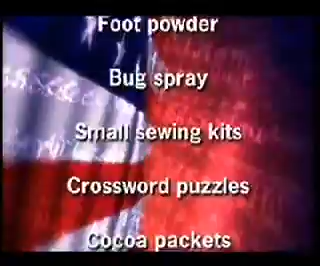 Foot powder
Bug spray
Small sewing kits
Crossword puzzles
Cocoa packets